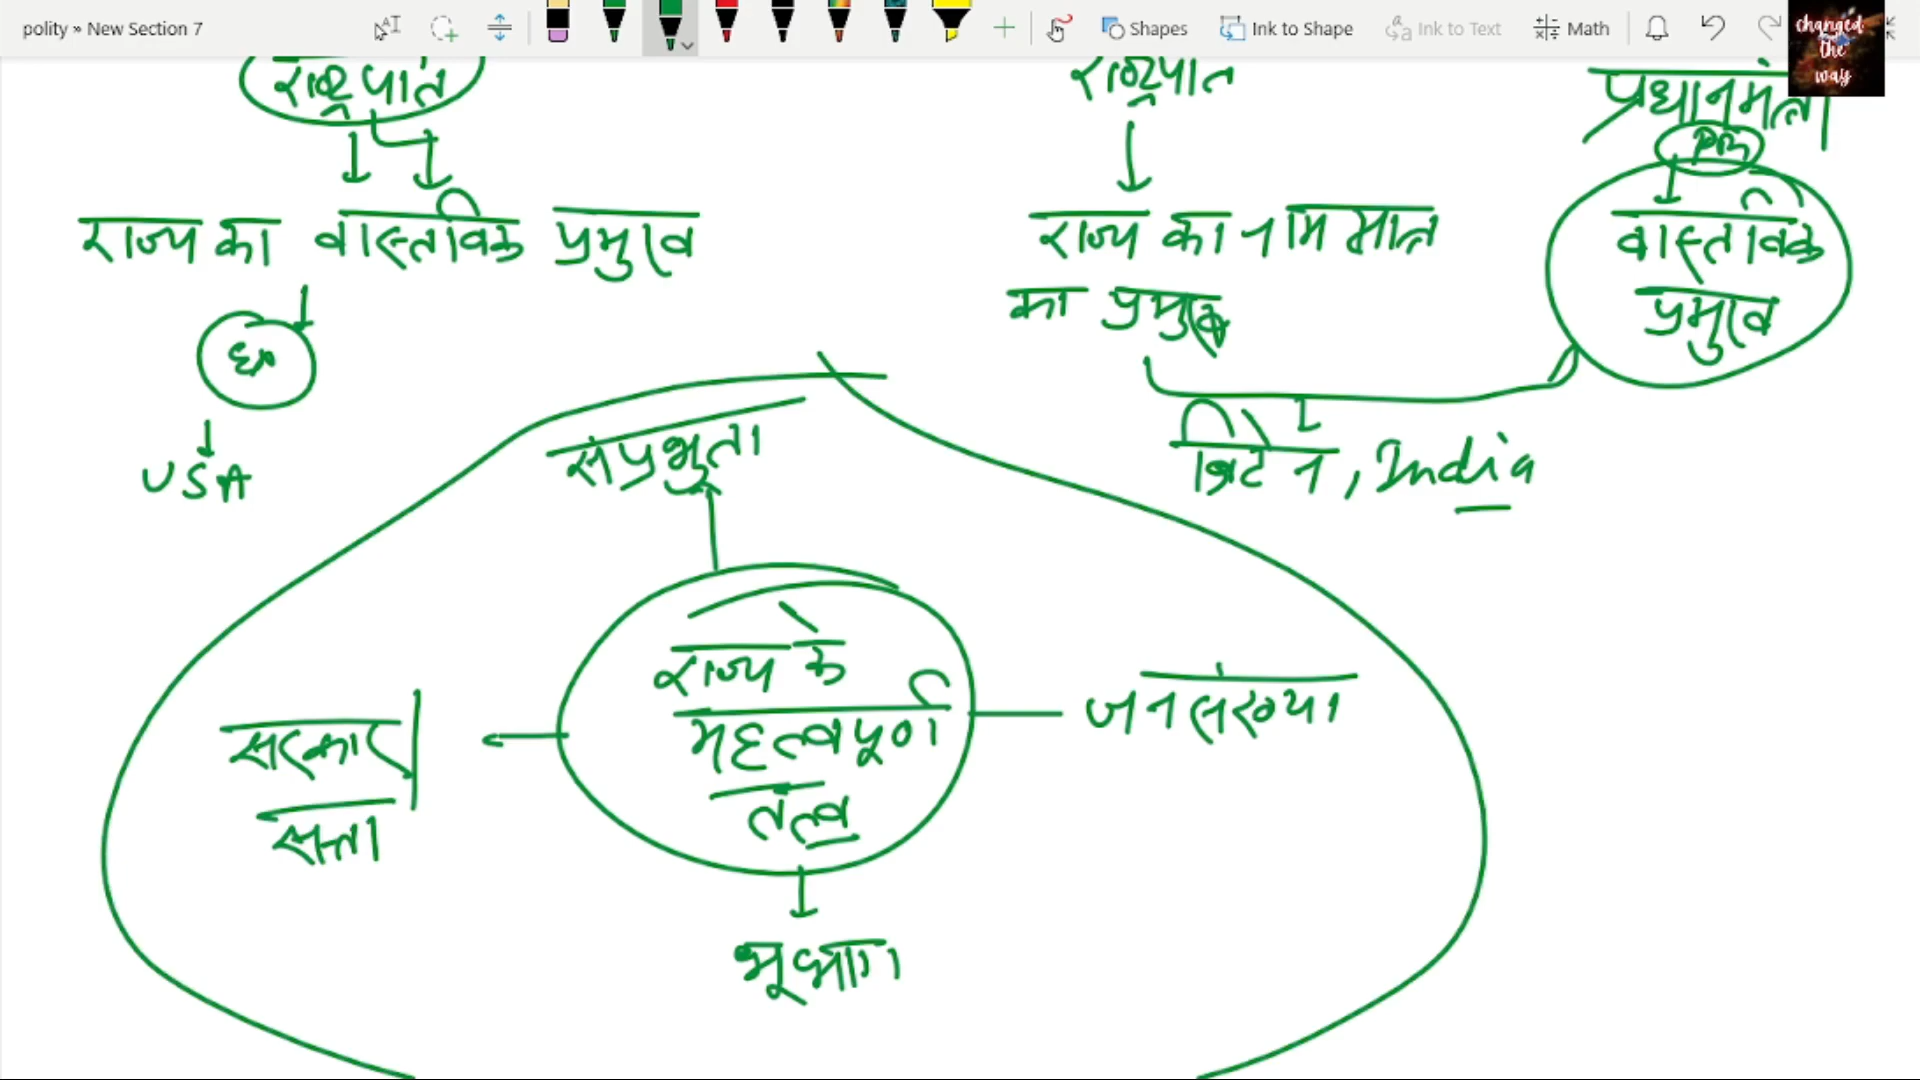 polity » New Section 7
Shapes
Ink to Shape
Ink to Text
Math
changed
the
way
राष्ट्रपति
राष्ट्रपति
प्रधानमंत्री
PM
राज्य का वास्तविक प्रमुख
राज्य का नाम मात्र
का प्रमुख
वास्तविक
प्रमुख
USA
ब्रिटेन, India
संप्रभुता
राज्य के
महत्वपूर्ण
तत्व
जनसंख्या
सरकार
सत्ता
भूभाग